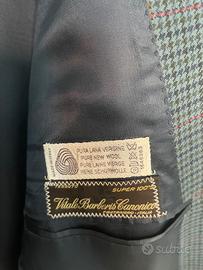 PURA LANA VERGINE
PURE NEW WOOL
PURE LAINE VIERGE
REINE SCHURWOLLE
SUPER 100'S
Vitale Barberis Canonico
Subito